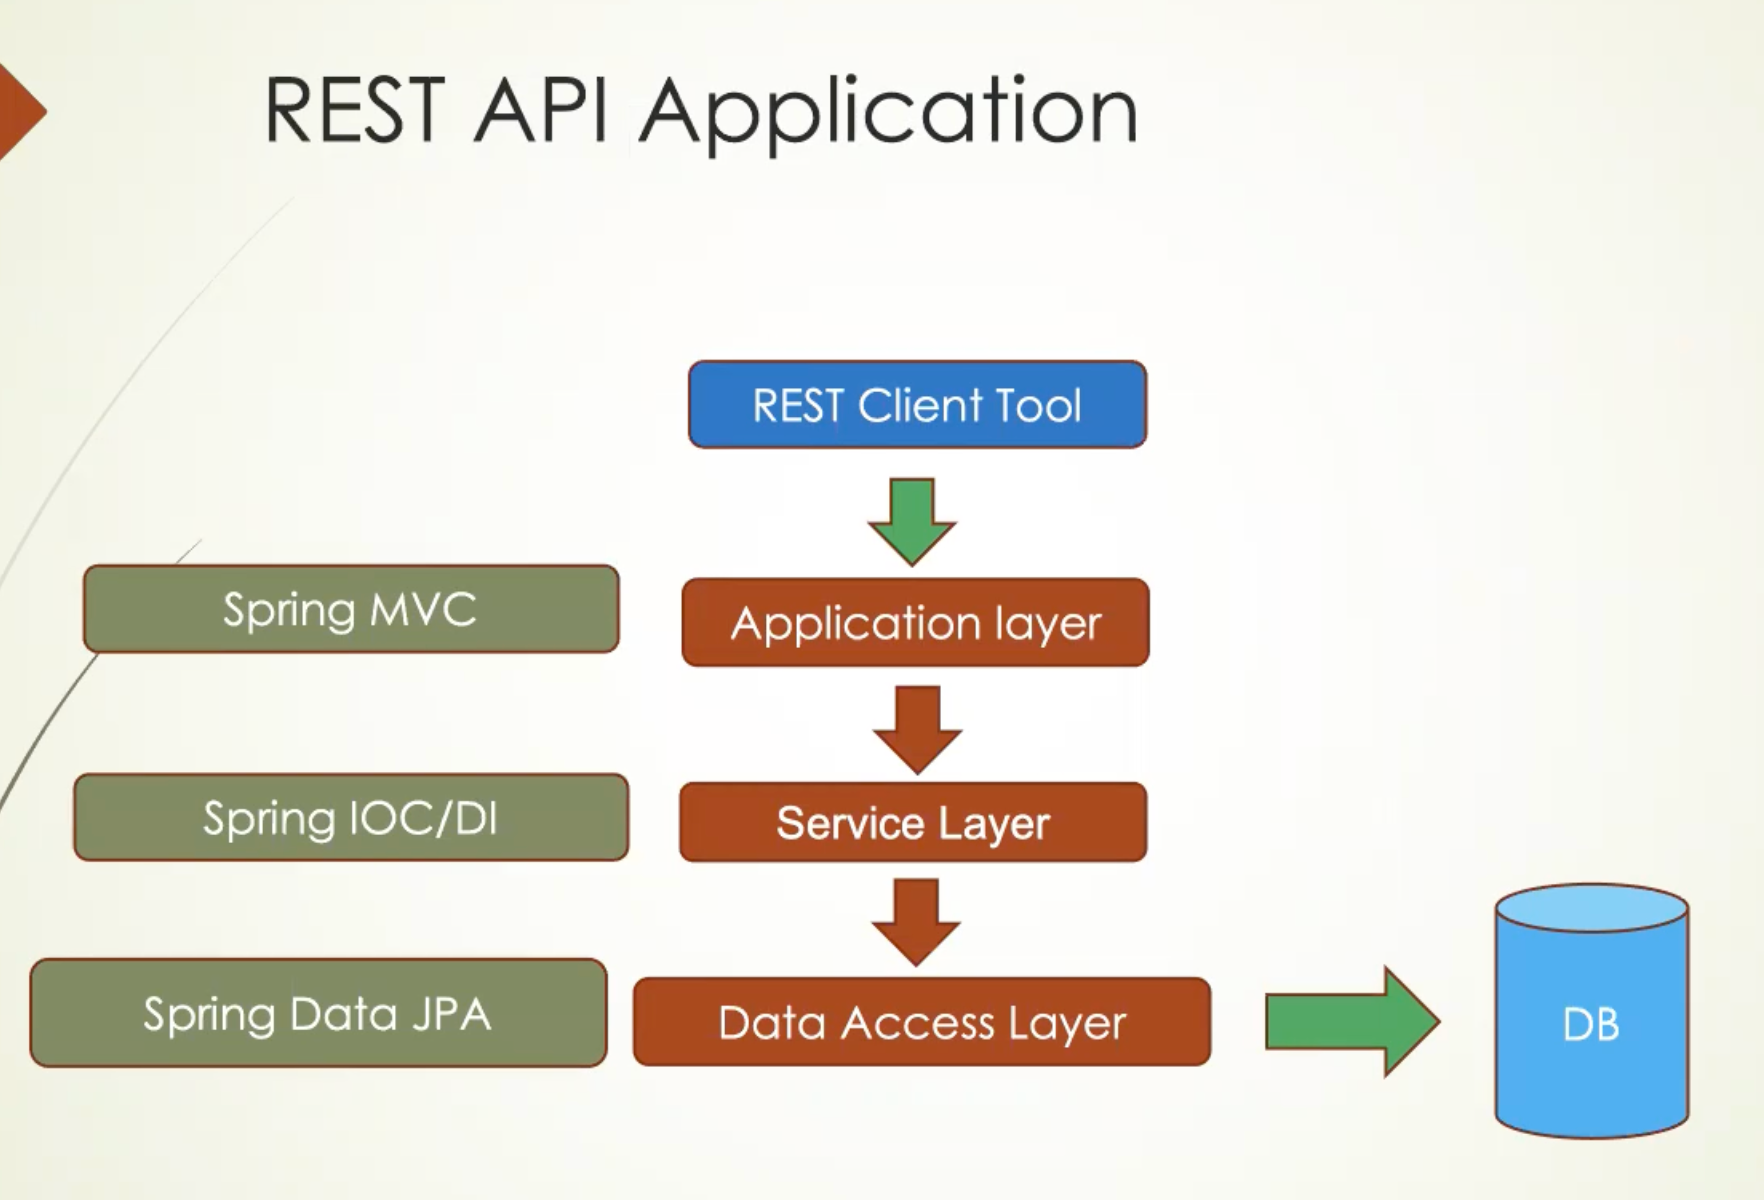 REST API Application
REST Client Tool
Spring MVC
Application layer
Spring IOC/DI
Service Layer
Spring Data JPA
Data Access Layer
DB